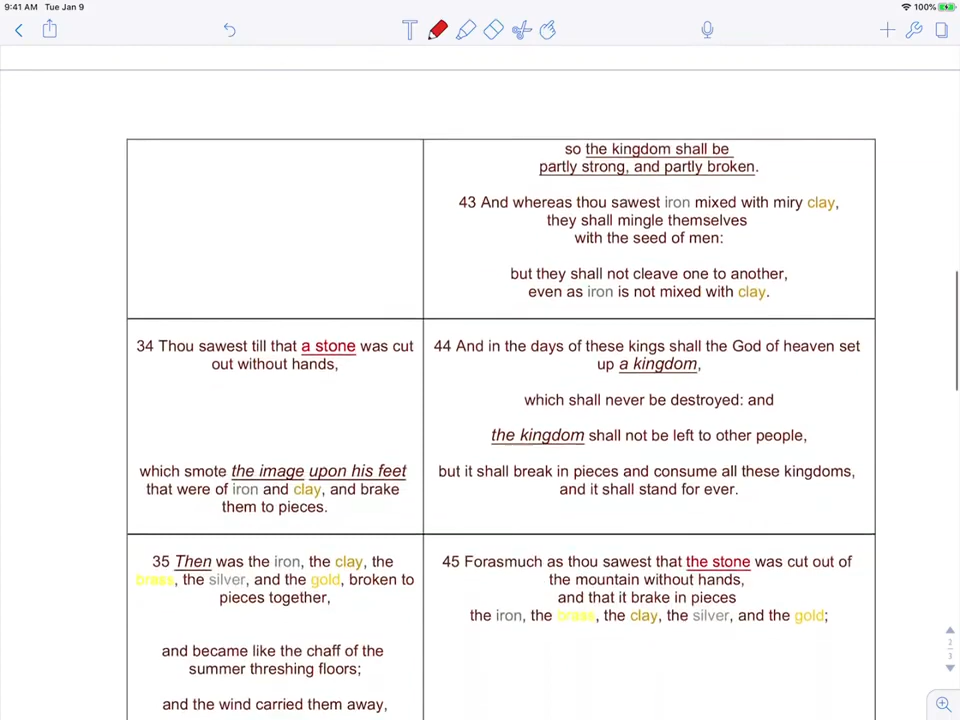 9:41 AM Tue Jan 9
100%
so the kingdom shall be
partly strong, and partly broken.
43 And whereas thou sawest iron mixed with miry clay,
they shall mingle themselves
with the seed of men:
but they shall not cleave one to another,
even as iron is not mixed with clay.
34 Thou sawest till that a stone was cut
out without hands,
which smote the image upon his feet
that were of iron and clay, and brake
them to pieces.
44 And in the days of these kings shall the God of heaven set
up a kingdom,
which shall never be destroyed: and
the kingdom shall not be left to other people,
but it shall break in pieces and consume all these kingdoms,
and it shall stand for ever.
35 Then was the iron, the clay, the
brass, the silver, and the gold, broken to
pieces together,
and became like the chaff of the
summer threshing floors;
and the wind carried them away,
45 Forasmuch as thou sawest that the stone was cut out of
the mountain without hands,
and that it brake in pieces
the iron, the brass, the clay, the silver, and the gold;
2
3